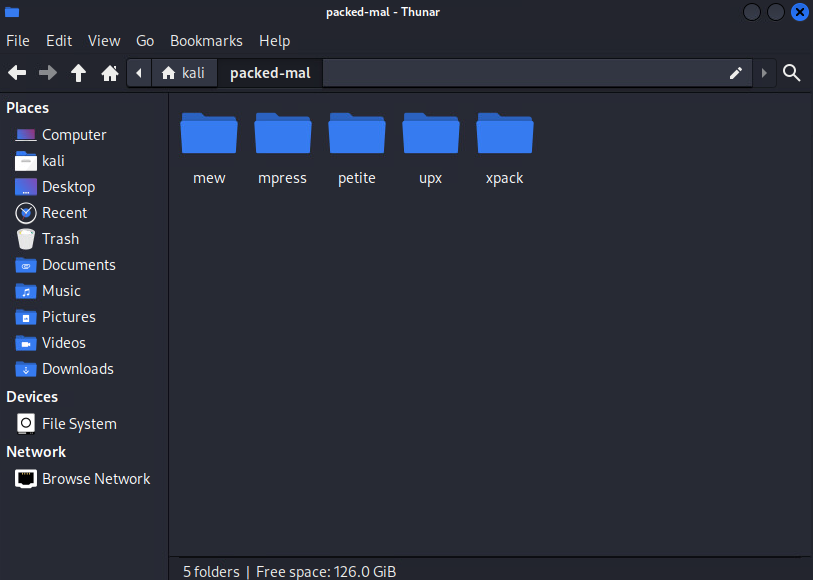 packed-mal - Thunar
File Edit View Go Bookmarks Help
kali packed-mal
Places
Computer
kali
Desktop
Recent
Trash
Documents
Music
Pictures
Videos
Downloads
Devices
File System
Network
Browse Network
mew mpress petite upx xpack
5 folders | Free space: 126.0 GiB